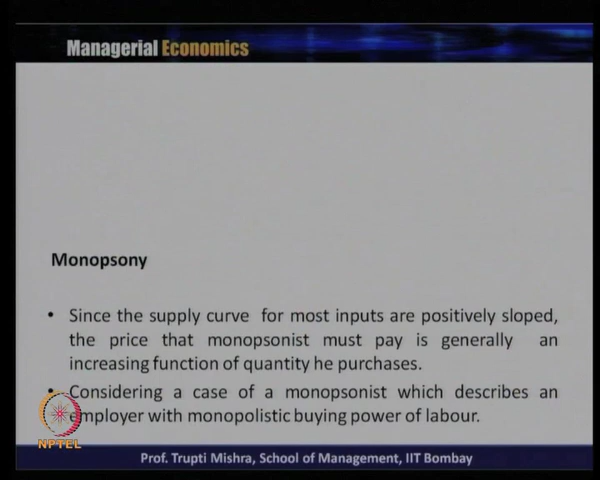 Managerial Economics
Monopsony
• Since the supply curve for most inputs are positively sloped,
the price that monopsonist must pay is generally an
increasing function of quantity he purchases.
• Considering a case of a monopsonist which describes an
employer with monopolistic buying power of labour.
NPTEL
Prof. Trupti Mishra, School of Management, IIT Bombay